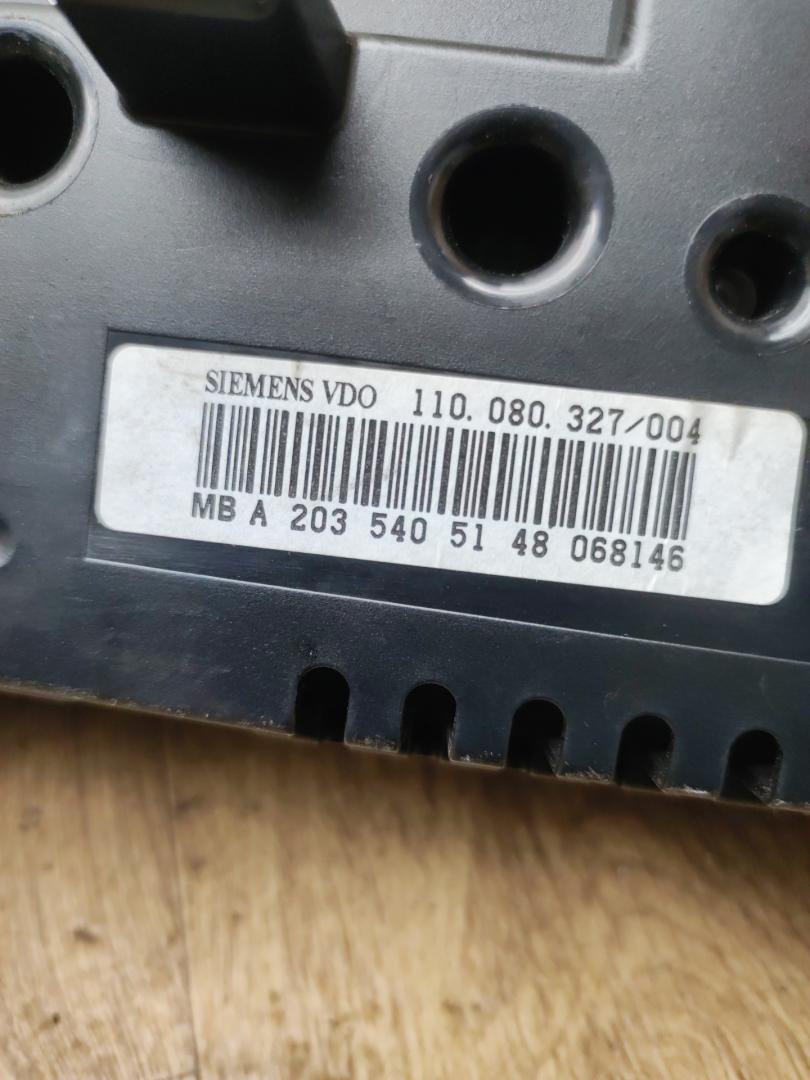 SIEMENS VDO 110.080.327/004
MB A 203 540 51 48 068146